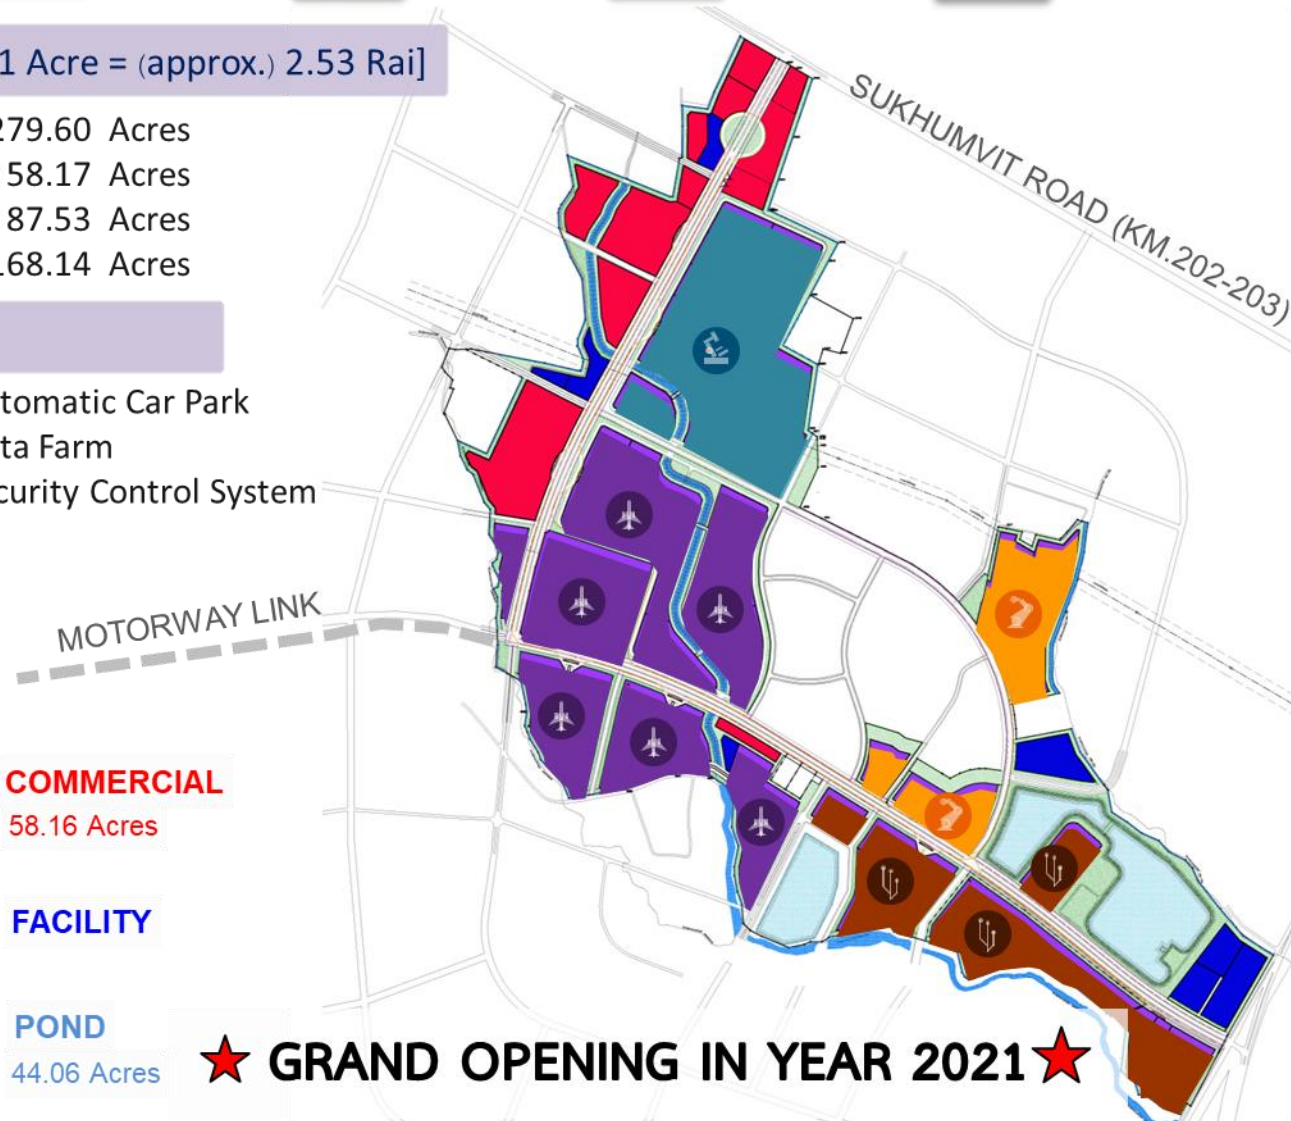 1 Acre = (approx.) 2.53 Rai]
279.60 Acres
58.17 Acres
87.53 Acres
168.14 Acres
tomatic Car Park
ta Farm
curity Control System
SUKHUMVIT ROAD (KM.202-203)
MOTORWAY LINK
COMMERCIAL
58.16 Acres
FACILITY
POND
44.06 Acres
GRAND OPENING IN YEAR 2021